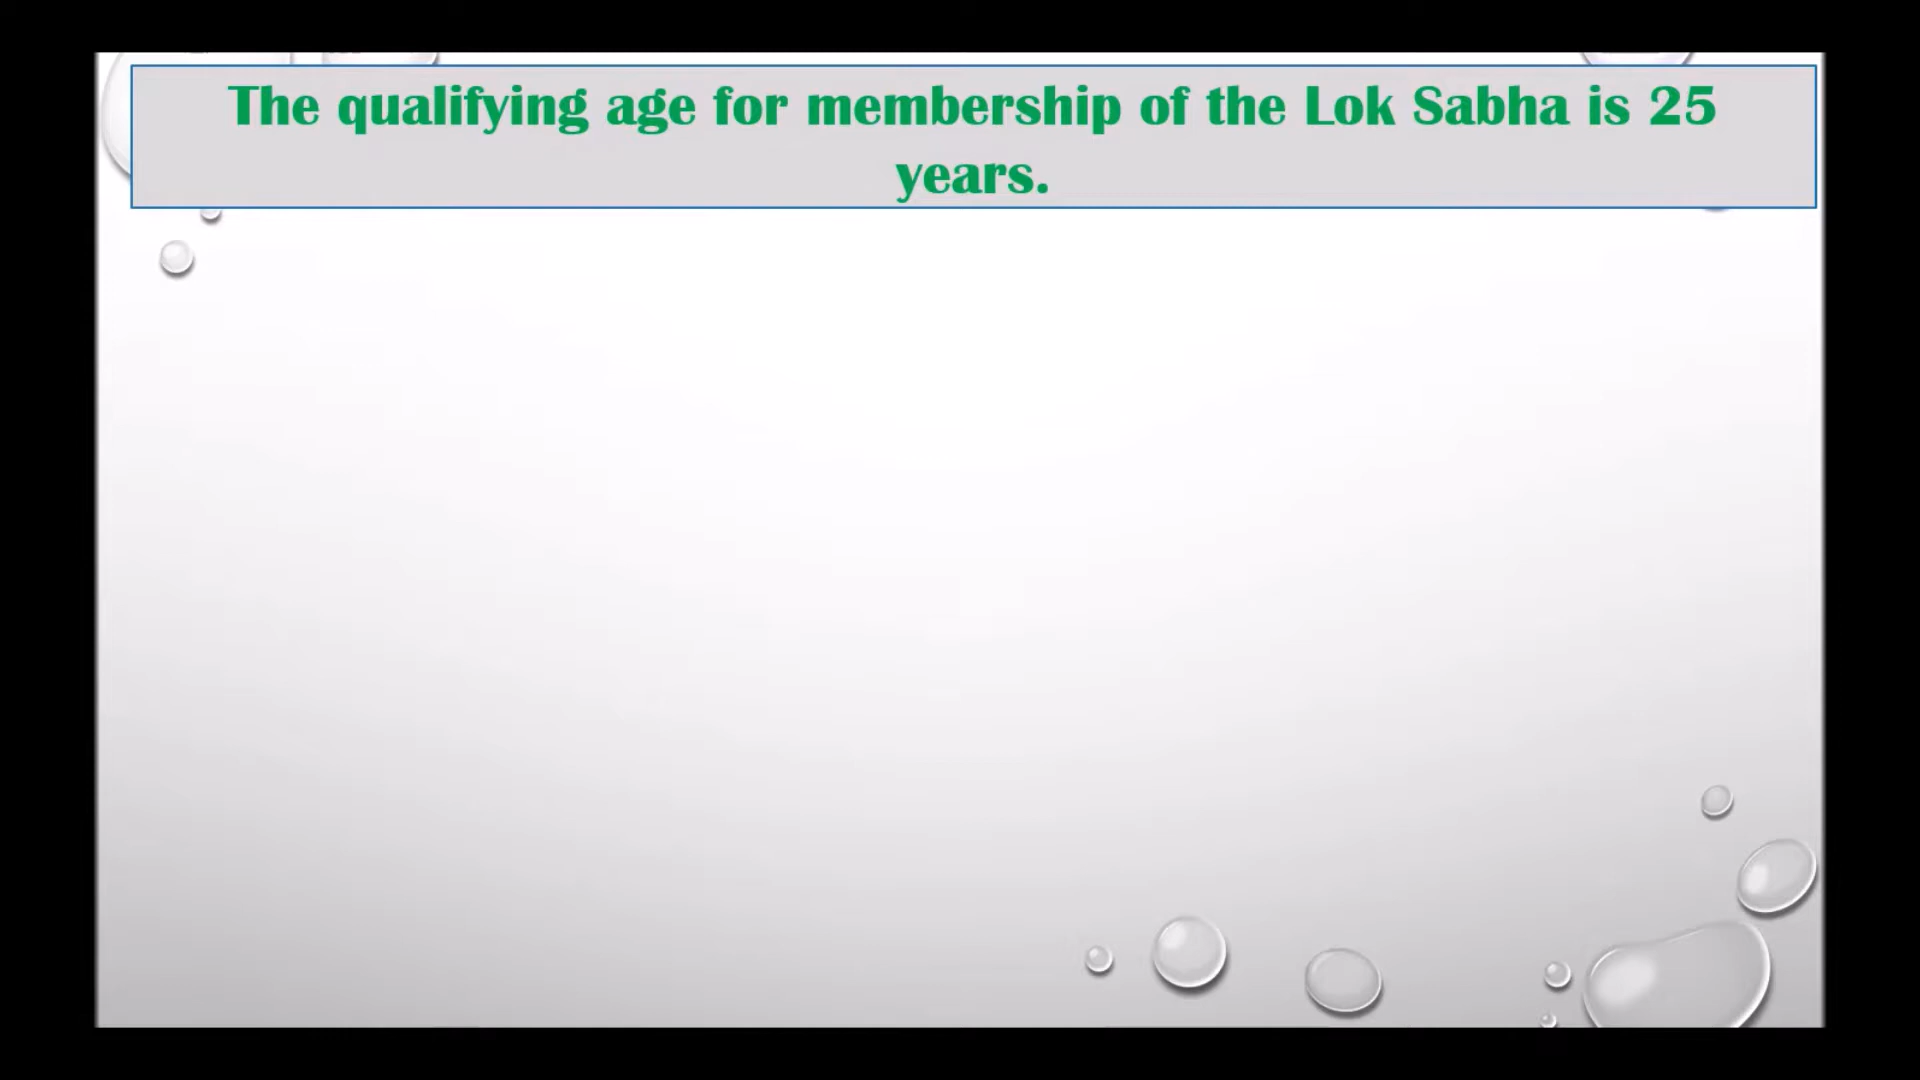 The qualifying age for membership of the Lok Sabha is 25
years.